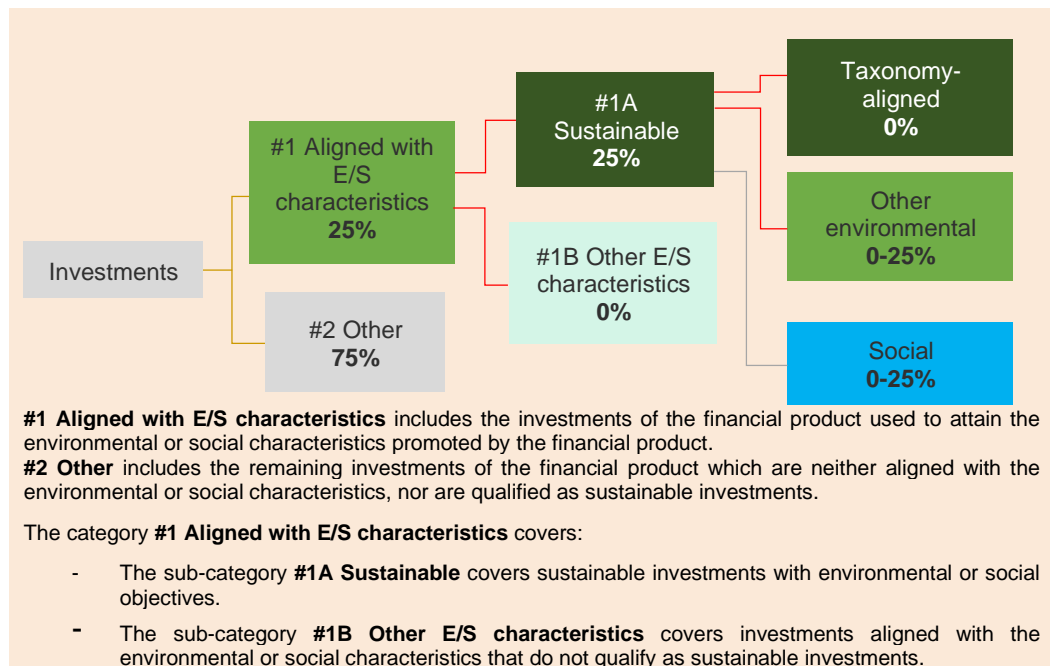 Taxonomy-
aligned
0%
#1A
Sustainable
25%
#1 Aligned with
E/S
characteristics
25%
Other
environmental
0-25%
Investments
#1B Other E/S
characteristics
0%
#2 Other
75%
Social
0-25%
#1 Aligned with E/S characteristics includes the investments of the financial product used to attain the
environmental or social characteristics promoted by the financial product.
#2 Other includes the remaining investments of the financial product which are neither aligned with the
environmental or social characteristics, nor are qualified as sustainable investments.
The category #1 Aligned with E/S characteristics covers:
- The sub-category #1A Sustainable covers sustainable investments with environmental or social
objectives.
- The sub-category #1B Other E/S characteristics covers investments aligned with the
environmental or social characteristics that do not qualify as sustainable investments.